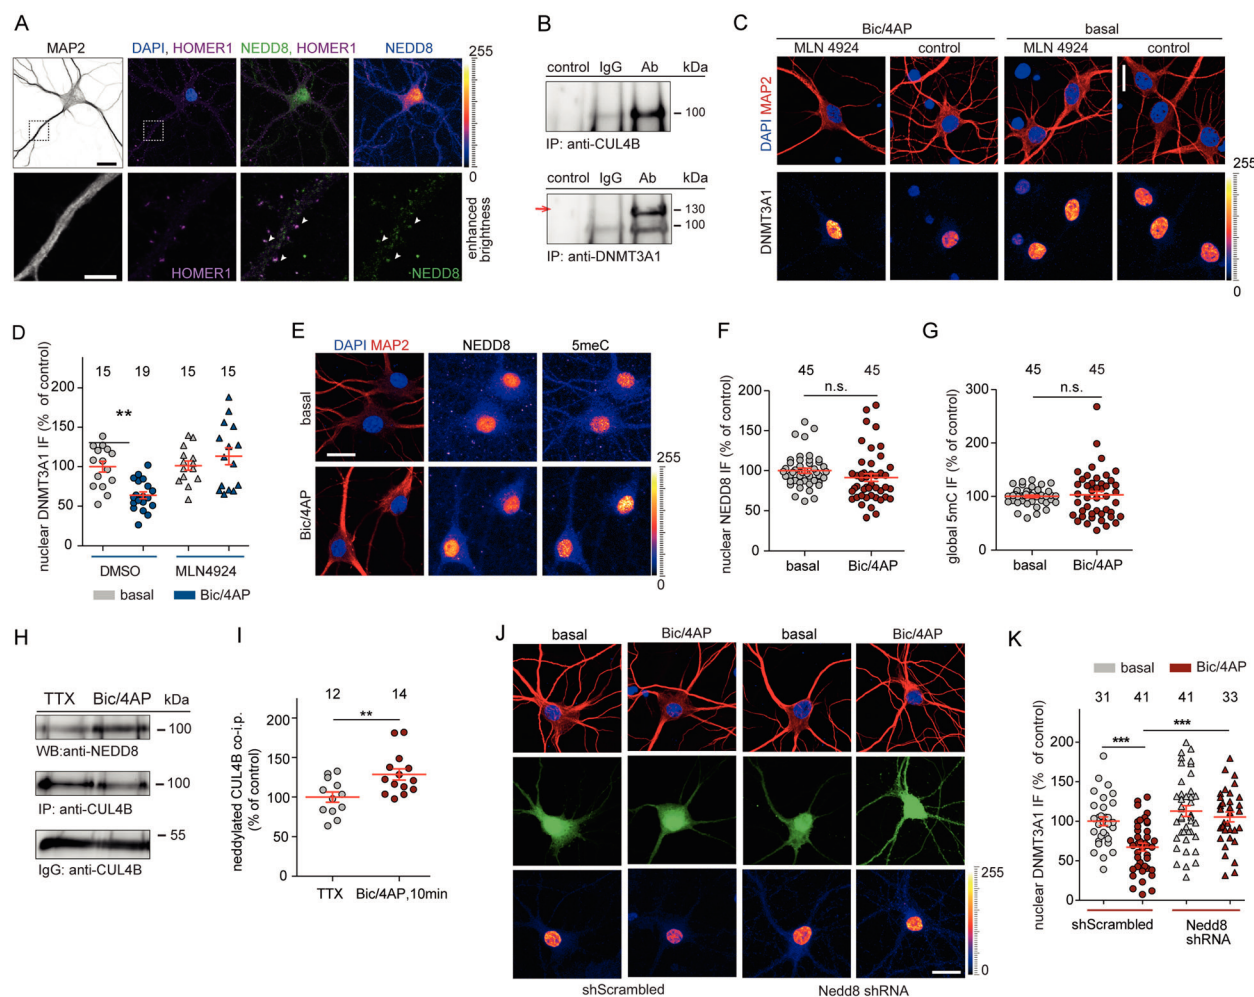 A
MAP2
DAPI, HOMER1
NEDD8, HOMER1
NEDD8
255
0
HOMER1
NEDD8
enhanced
brightness
B
control IgG Ab kDa
100
IP: anti-CUL4B
control IgG Ab kDa
130
100
IP: anti-DNMT3A1
C
Bic/4AP basal
MLN 4924 control MLN 4924 control
DAPI MAP2
DNMT3A1
255
0
D
nuclear DNMT3A1 IF (% of control)
15 19 15 15
**
200
150
100
50
0
DMSO MLN4924
basal Bic/4AP
E
DAPI MAP2 NEDD8 5meC
basal
Bic/4AP
255
0
F
nuclear NEDD8 IF (% of control)
45 45
n.s.
200
150
100
50
0
basal Bic/4AP
G
global 5mC IF (% of control)
45 45
n.s.
300
200
100
0
basal Bic/4AP
H
TTX Bic/4AP kDa
100
WB:anti-NEDD8
100
IP: anti-CUL4B
55
IgG: anti-CUL4B
I
neddylated CUL4B co-i.p.
(% of control)
12 14
**
200
150
100
50
0
TTX Bic/4AP,10min
J
basal Bic/4AP basal Bic/4AP
255
0
shScrambled Nedd8 shRNA
K
basal Bic/4AP
31 41 41 33
*** ***
nuclear DNMT3A1 IF (% of control)
200
150
100
50
0
shScrambled Nedd8
shRNA